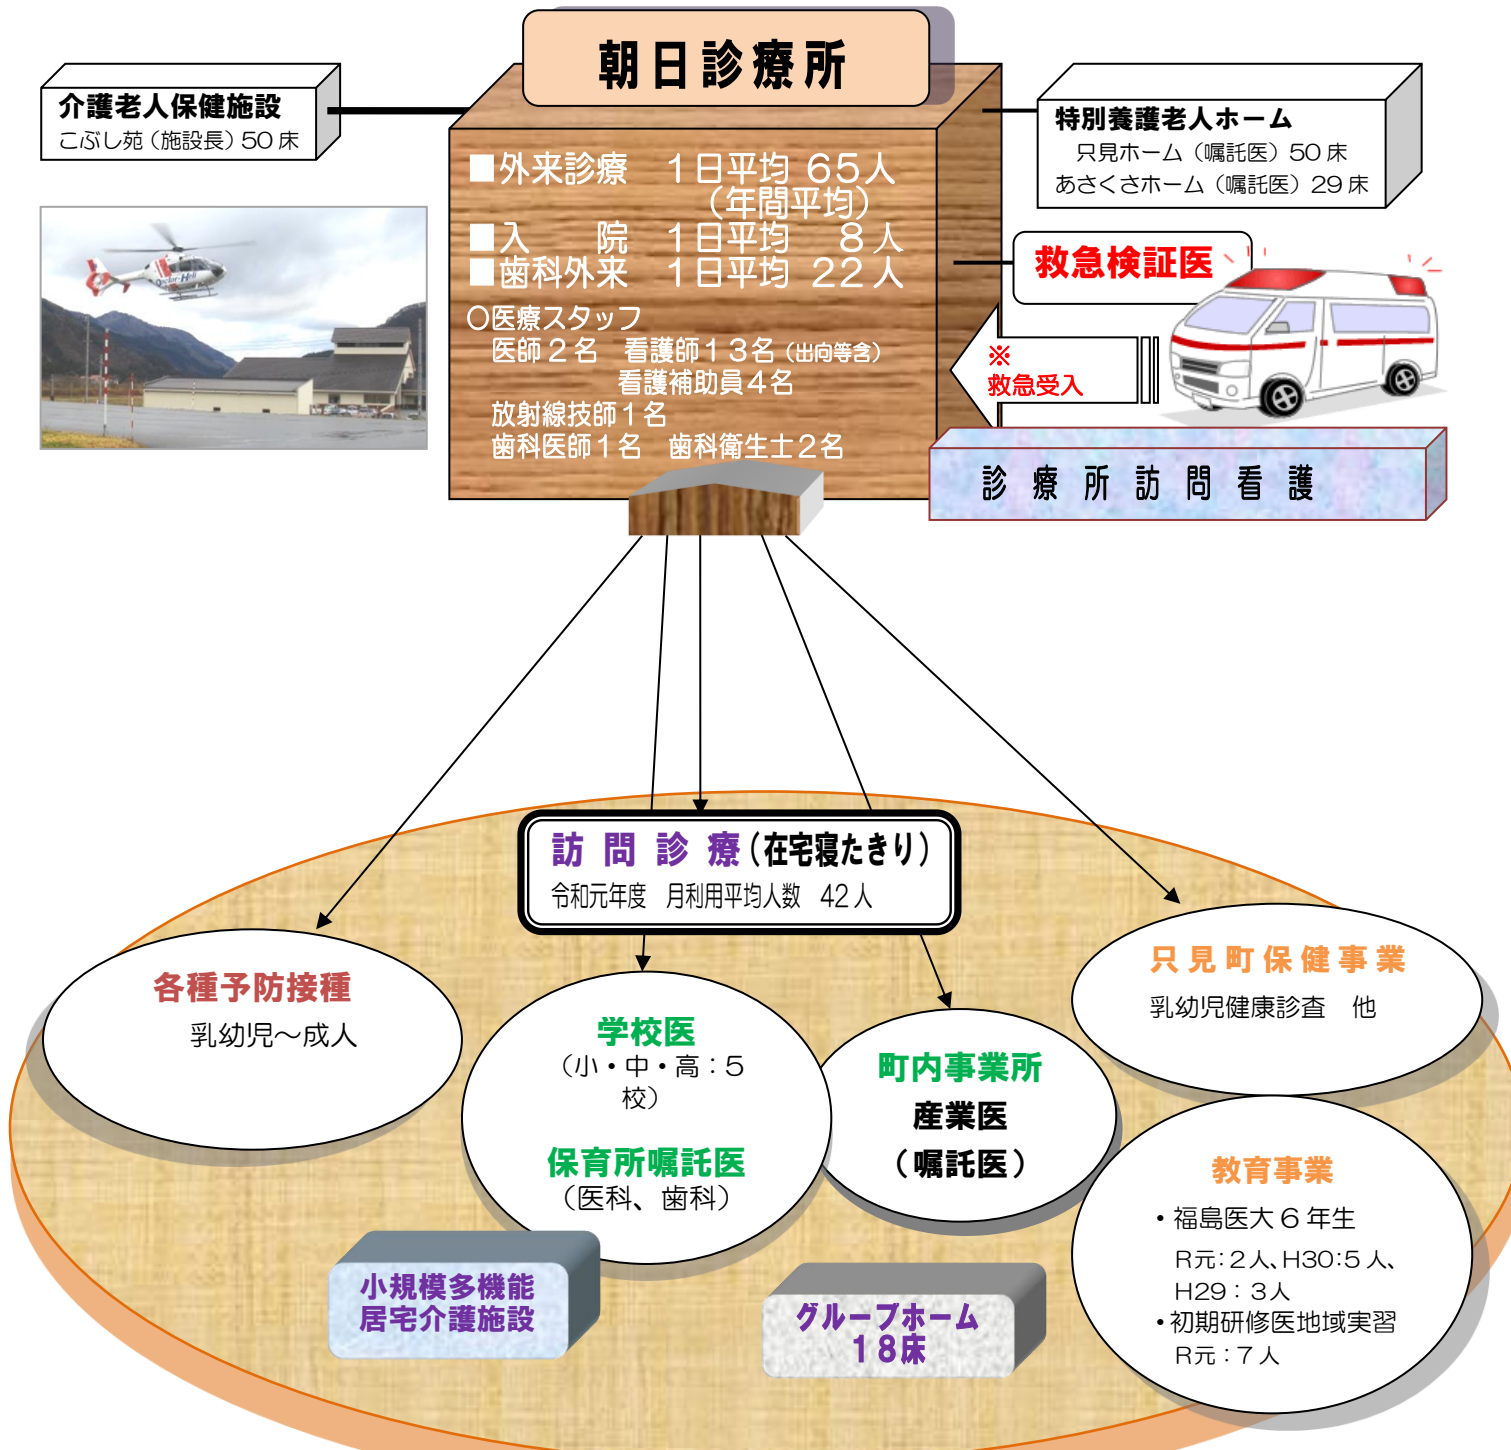 朝日診療所
介護老人保健施設
こぶし苑（施設長）50床
特別養護老人ホーム
只見ホーム（嘱託医）50床
あさくさホーム（嘱託医）29床
■外来診療　１日平均 65人
（年間平均）
■入　　院　１日平均　8人
■歯科外来　１日平均 22人
〇医療スタッフ
医師２名　看護師１３名（出向等含）
看護補助員４名
放射線技師１名
歯科医師１名　歯科衛生士２名
救急検証医
※
救急受入
診療所訪問看護
訪問診療（在宅寝たきり）
令和元年度　月利用平均人数　42人
各種予防接種
乳幼児～成人
学校医
（小・中・高：５
校）
保育所嘱託医
（医科、歯科）
町内事業所
産業医
（嘱託医）
只見町保健事業
乳幼児健康診査　他
教育事業
・福島医大６年生
Ｒ元：２人、Ｈ30：５人、
Ｈ29：３人
・初期研修医地域実習
Ｒ元：７人
小規模多機能
居宅介護施設
グループホーム
１８床